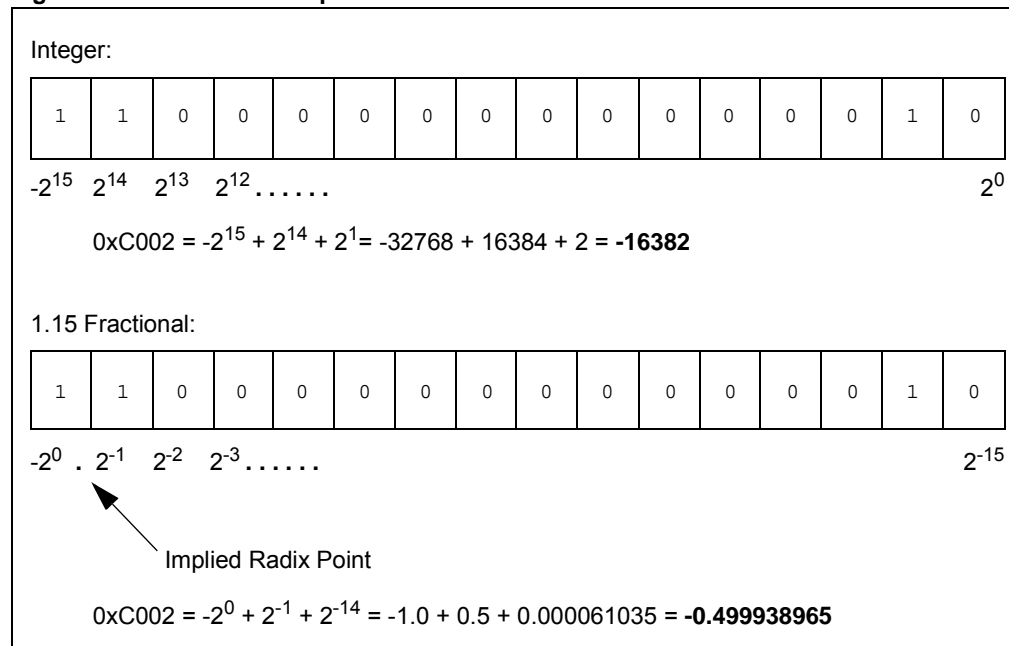 Integer:
1 1 0 0 0 0 0 0 0 0 0 0 0 0 1 0
-2^15 2^14 2^13 2^12 . . . . . . 2^0
0xC002 = -2^15 + 2^14 + 2^1= -32768 + 16384 + 2 = -16382
1.15 Fractional:
1 1 0 0 0 0 0 0 0 0 0 0 0 0 1 0
-2^0 . 2^-1 2^-2 2^-3 . . . . . . 2^-15
Implied Radix Point
0xC002 = -2^0 + 2^-1 + 2^-14 = -1.0 + 0.5 + 0.000061035 = -0.499938965